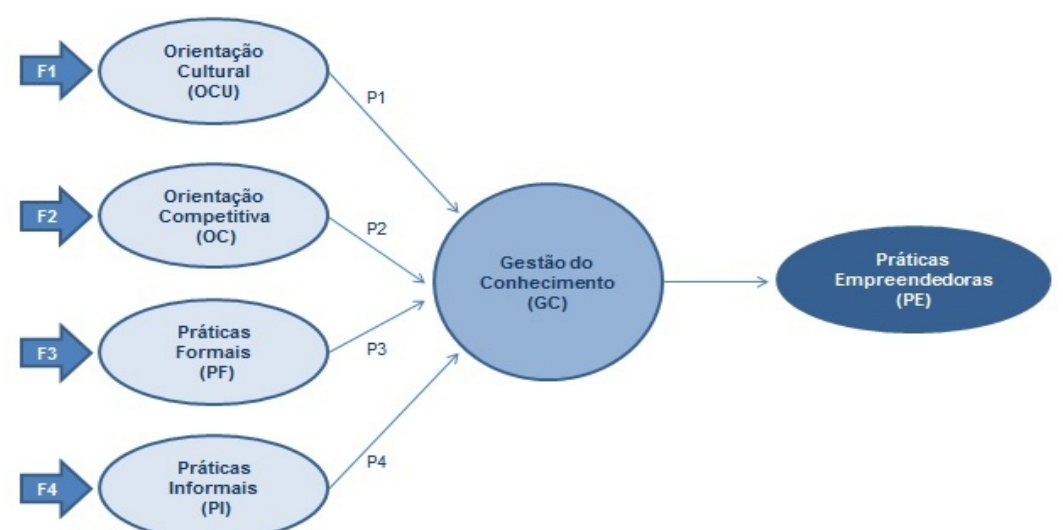 F1
Orientação
Cultural
(OCU)
P1
F2
Orientação
Competitiva
(OC)
P2
Gestão do
Conhecimento
(GC)
Práticas
Empreendedoras
(PE)
F3
Práticas
Formais
(PF)
P3
F4
Práticas
Informais
(PI)
P4